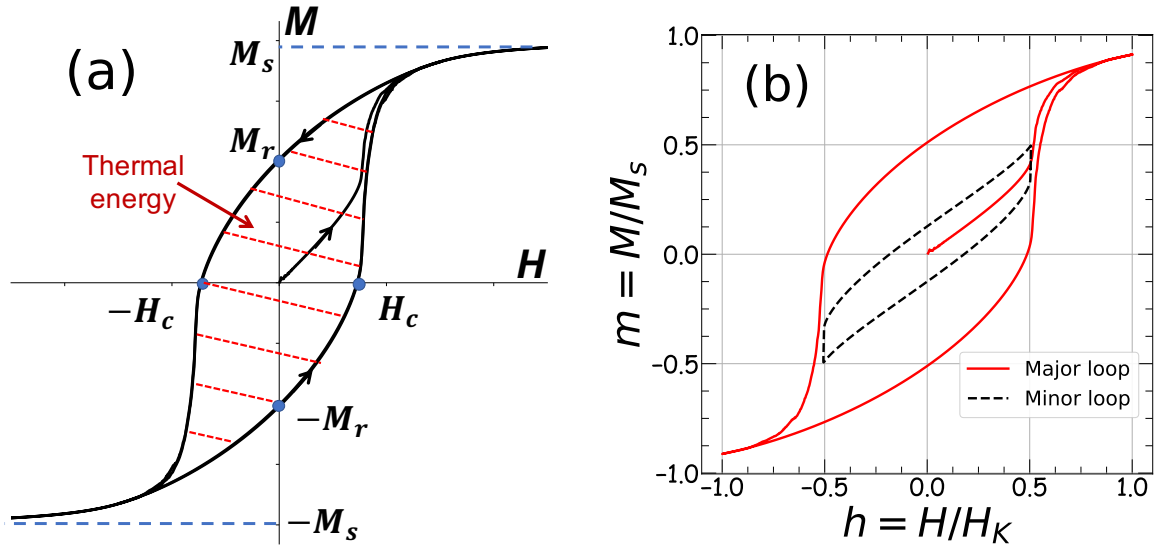 (a)
M
M_s
M_r
Thermal
energy
H
−H_c
H_c
−M_r
−M_s
(b)
1.0
0.5
0.0
−0.5
−1.0
m = M/M_s
Major loop
Minor loop
−1.0 −0.5 0.0 0.5 1.0
h = H/H_K